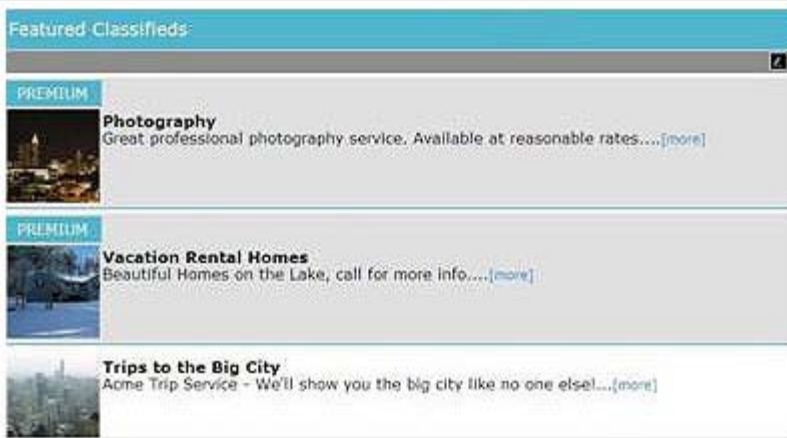 Featured Classifieds
PREMIUM
Photography
Great professional photography service. Available at reasonable rates....[more]
PREMIUM
Vacation Rental Homes
Beautiful Homes on the Lake, call for more info....[more]
Trips to the Big City
Acme Trip Service - We'll show you the big city like no one else!...[more]